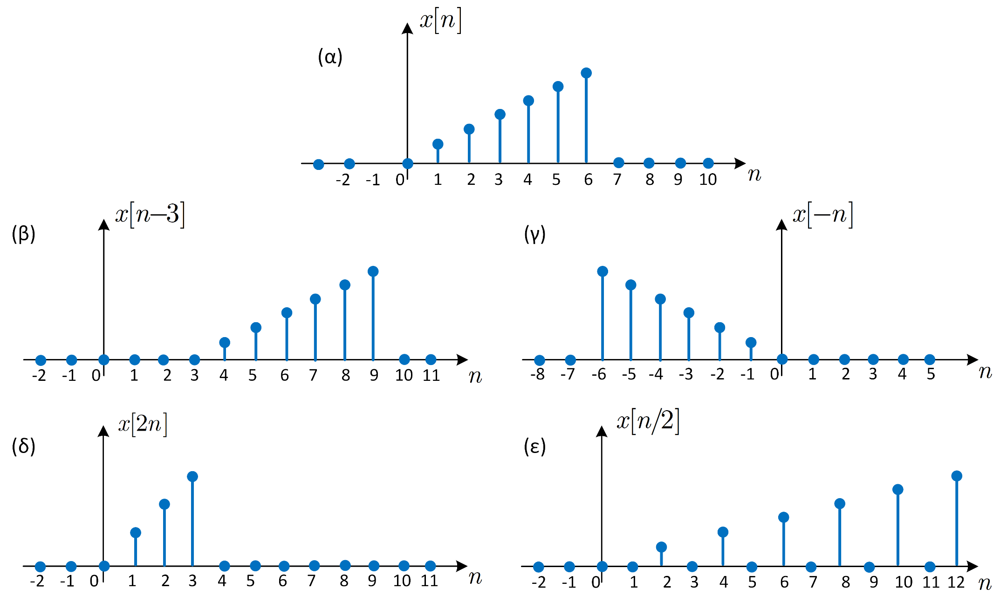 x[n]
(α)
-2 -1 0 1 2 3 4 5 6 7 8 9 10 n
x[n−3]
(β)
-2 -1 0 1 2 3 4 5 6 7 8 9 10 11 n
x[−n]
(γ)
-8 -7 -6 -5 -4 -3 -2 -1 0 1 2 3 4 5 n
x[2n]
(δ)
-2 -1 0 1 2 3 4 5 6 7 8 9 10 11 n
x[n/2]
(ε)
-2 -1 0 1 2 3 4 5 6 7 8 9 10 11 12 n